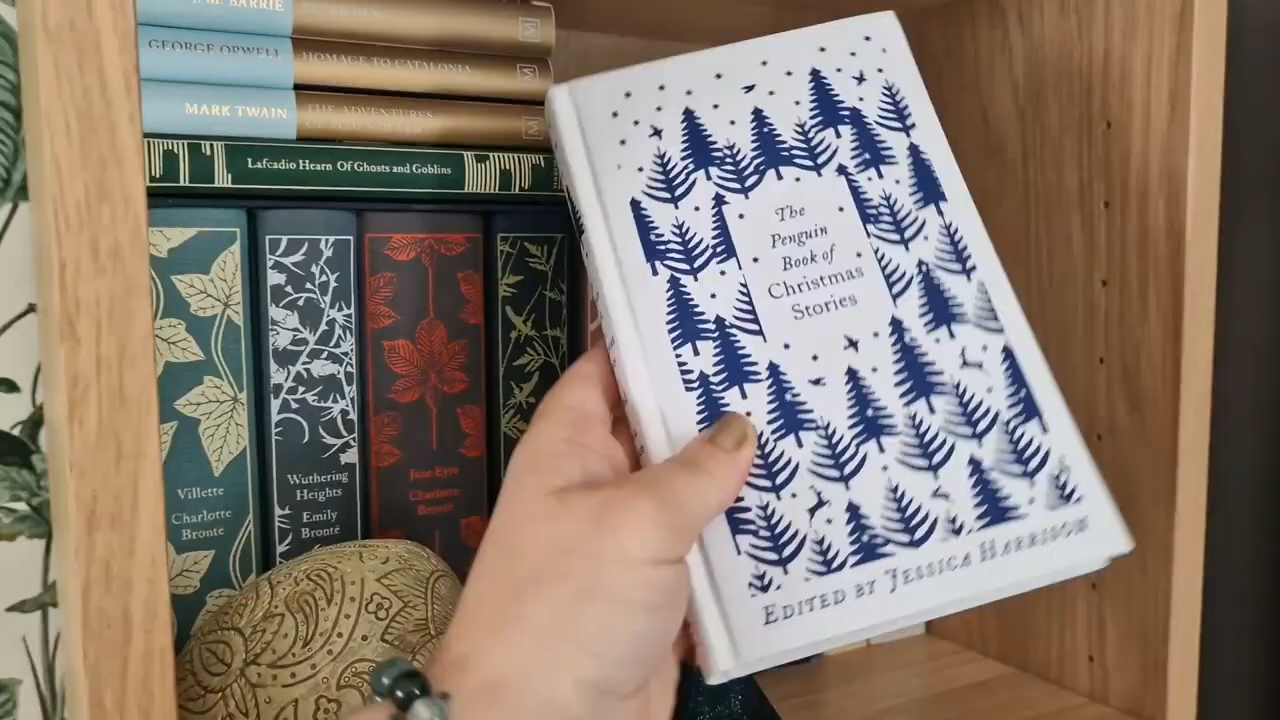 J.M. BARRIE
GEORGE ORWELL HOMAGE TO CATALONIA
MARK TWAIN THE ADVENTURES
Lafcadio Hearn Of Ghosts and Goblins
Villette
Charlotte
Brontë
Wuthering
Heights
Emily
Brontë
Jane Eyre
Charlotte
Brontë
The
Penguin
Book of
Christmas
Stories
EDITED BY JESSICA HARRISON